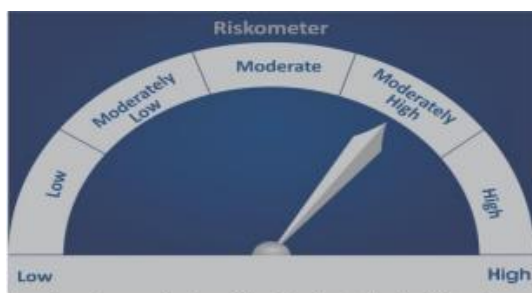 Riskometer
Low
Moderately
Low
Moderate
Moderately
High
High
Low
High